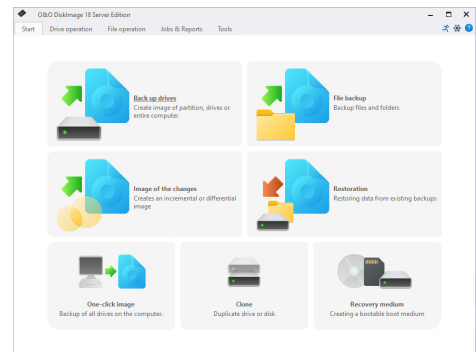 O&O DiskImage 18 Server Edition
Start Drive operation File operation Jobs & Reports Tools
Back up drives
Create image of partition, drives or
entire computer
File backup
Backup files and folders
Image of the changes
Creates an incremental or differential
image
Restoration
Restoring data from existing backups
One-click image
Backup of all drives on the computer.
Clone
Duplicate drive or disk
Recovery medium
Creating a bootable boot medium